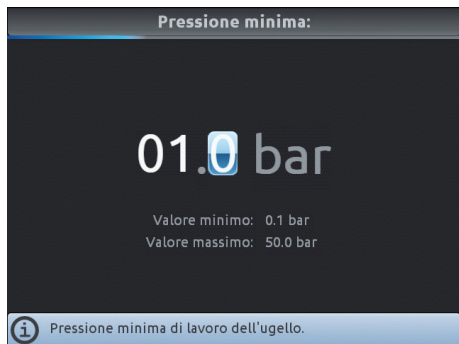 Pressione minima:
01.0 bar
Valore minimo: 0.1 bar
Valore massimo: 50.0 bar
Pressione minima di lavoro dell'ugello.